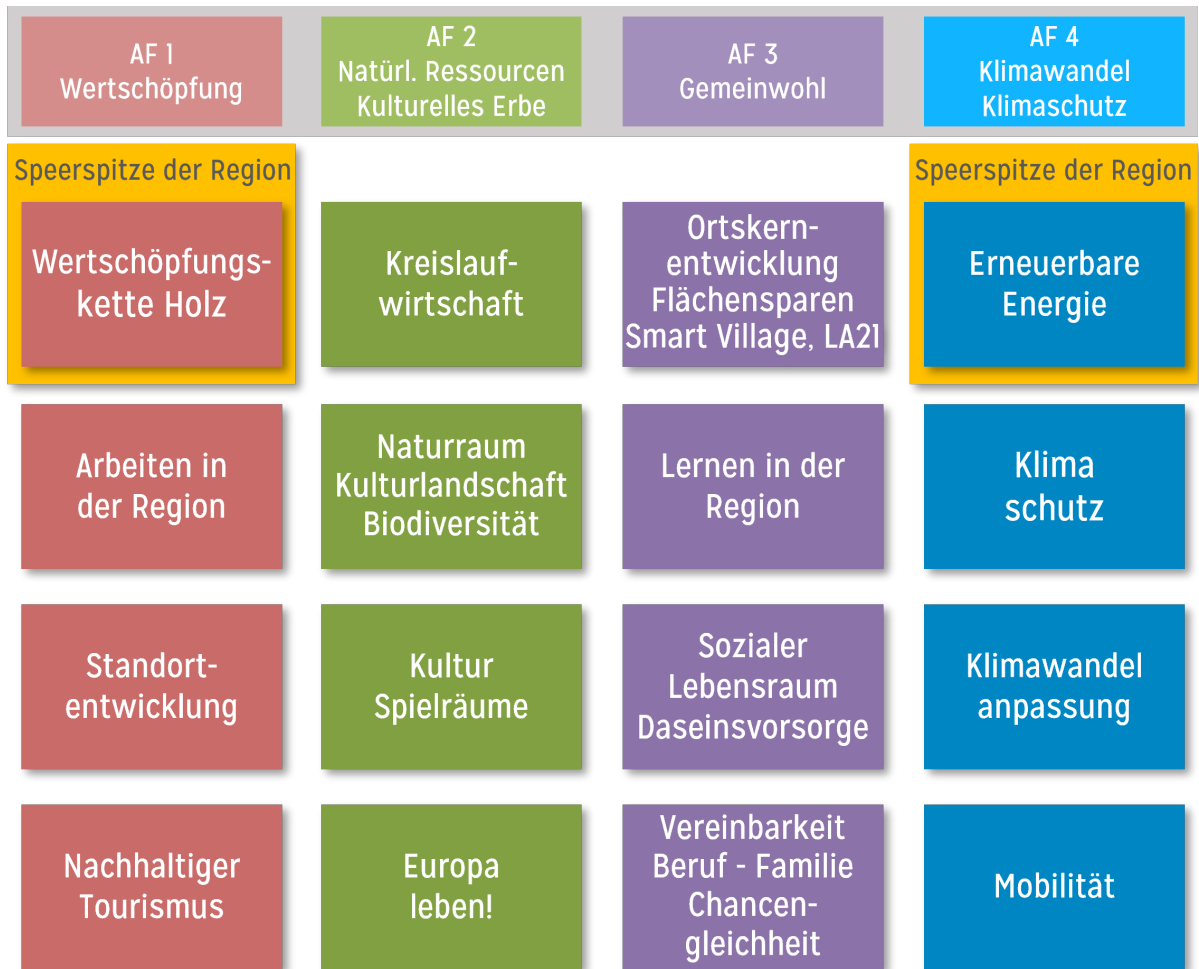 AF 1
Wertschöpfung
AF 2
Natürl. Ressourcen
Kulturelles Erbe
AF 3
Gemeinwohl
AF 4
Klimawandel
Klimaschutz
Speerspitze der Region
Wertschöpfungs-
kette Holz
Kreislauf-
wirtschaft
Ortskern-
entwicklung
Flächensparen
Smart Village, LA21
Speerspitze der Region
Erneuerbare
Energie
Arbeiten in
der Region
Naturraum
Kulturlandschaft
Biodiversität
Lernen in der
Region
Klima
schutz
Standort-
entwicklung
Kultur
Spielräume
Sozialer
Lebensraum
Daseinsvorsorge
Klimawandel
anpassung
Nachhaltiger
Tourismus
Europa
leben!
Vereinbarkeit
Beruf - Familie
Chancen-
gleichheit
Mobilität